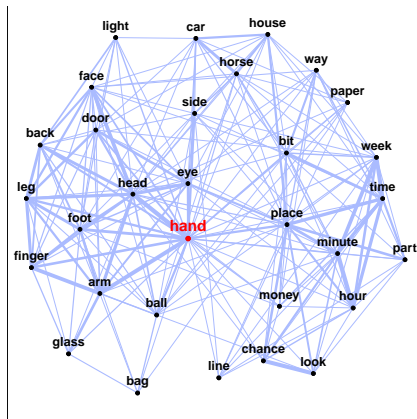 light
car
house
face
horse
way
paper
side
door
back
bit
week
leg
head
eye
time
foot
hand
place
finger
minute
part
arm
ball
money
hour
glass
chance
look
bag
line